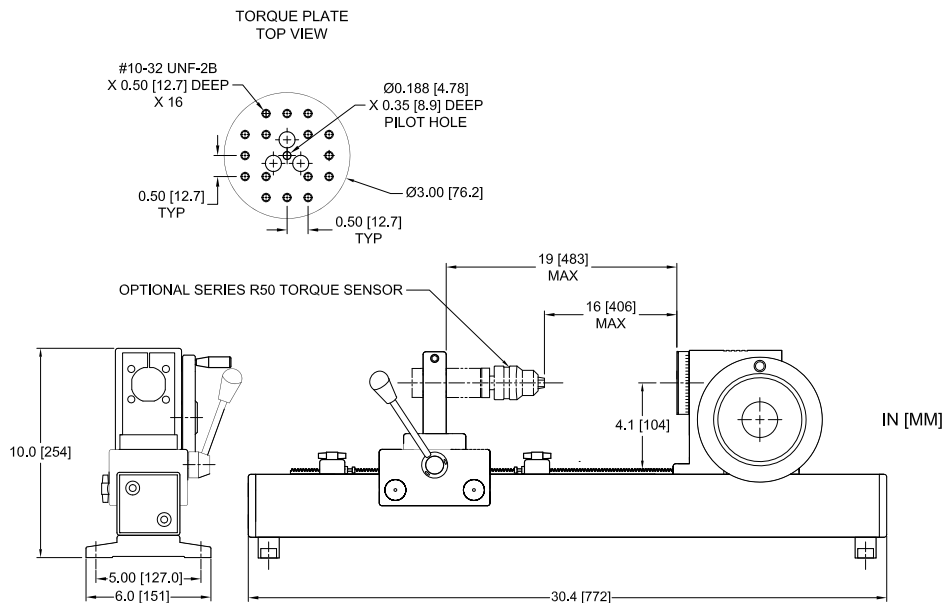 TORQUE PLATE
TOP VIEW
#10-32 UNF-2B
X 0.50 [12.7] DEEP
X 16
Ø0.188 [4.78]
X 0.35 [8.9] DEEP
PILOT HOLE
0.50 [12.7]
TYP
Ø3.00 [76.2]
0.50 [12.7]
TYP
19 [483]
MAX
OPTIONAL SERIES R50 TORQUE SENSOR
16 [406]
MAX
10.0 [254]
4.1 [104]
IN [MM]
5.00 [127.0]
6.0 [151]
30.4 [772]